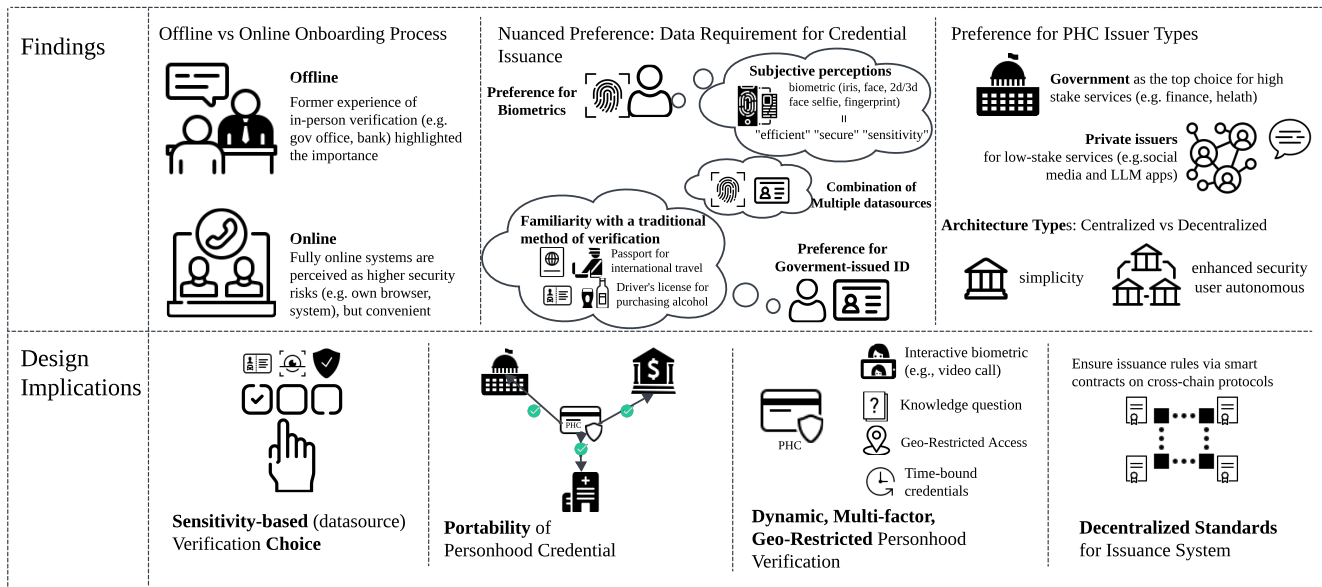 Findings
Offline vs Online Onboarding Process
Offline
Former experience of
in-person verification (e.g.
gov office, bank) highlighted
the importance
Online
Fully online systems are
perceived as higher security
risks (e.g. own browser,
system), but convenient
Nuanced Preference: Data Requirement for Credential
Issuance
Preference for
Biometrics
Subjective perceptions
biometric (iris, face, 2d/3d
face selfie, fingerprint)
=
"efficient" "secure" "sensitivity"
Combination of
Multiple datasources
Familiarity with a traditional
method of verification
Passport for
international travel
Driver's license for
purchasing alcohol
Preference for
Goverment-issued ID
Preference for PHC Issuer Types
Government as the top choice for high
stake services (e.g. finance, helath)
Private issuers
for low-stake services (e.g.social
media and LLM apps)
Architecture Types: Centralized vs Decentralized
simplicity
enhanced security
user autonomous
Design
Implications
Sensitivity-based (datasource)
Verification Choice
$
PHC
Portability of
Personhood Credential
PHC
Interactive biometric
(e.g., video call)
?
Knowledge question
Geo-Restricted Access
Time-bound
credentials
Dynamic, Multi-factor,
Geo-Restricted Personhood
Verification
Ensure issuance rules via smart
contracts on cross-chain protocols
Decentralized Standards
for Issuance System